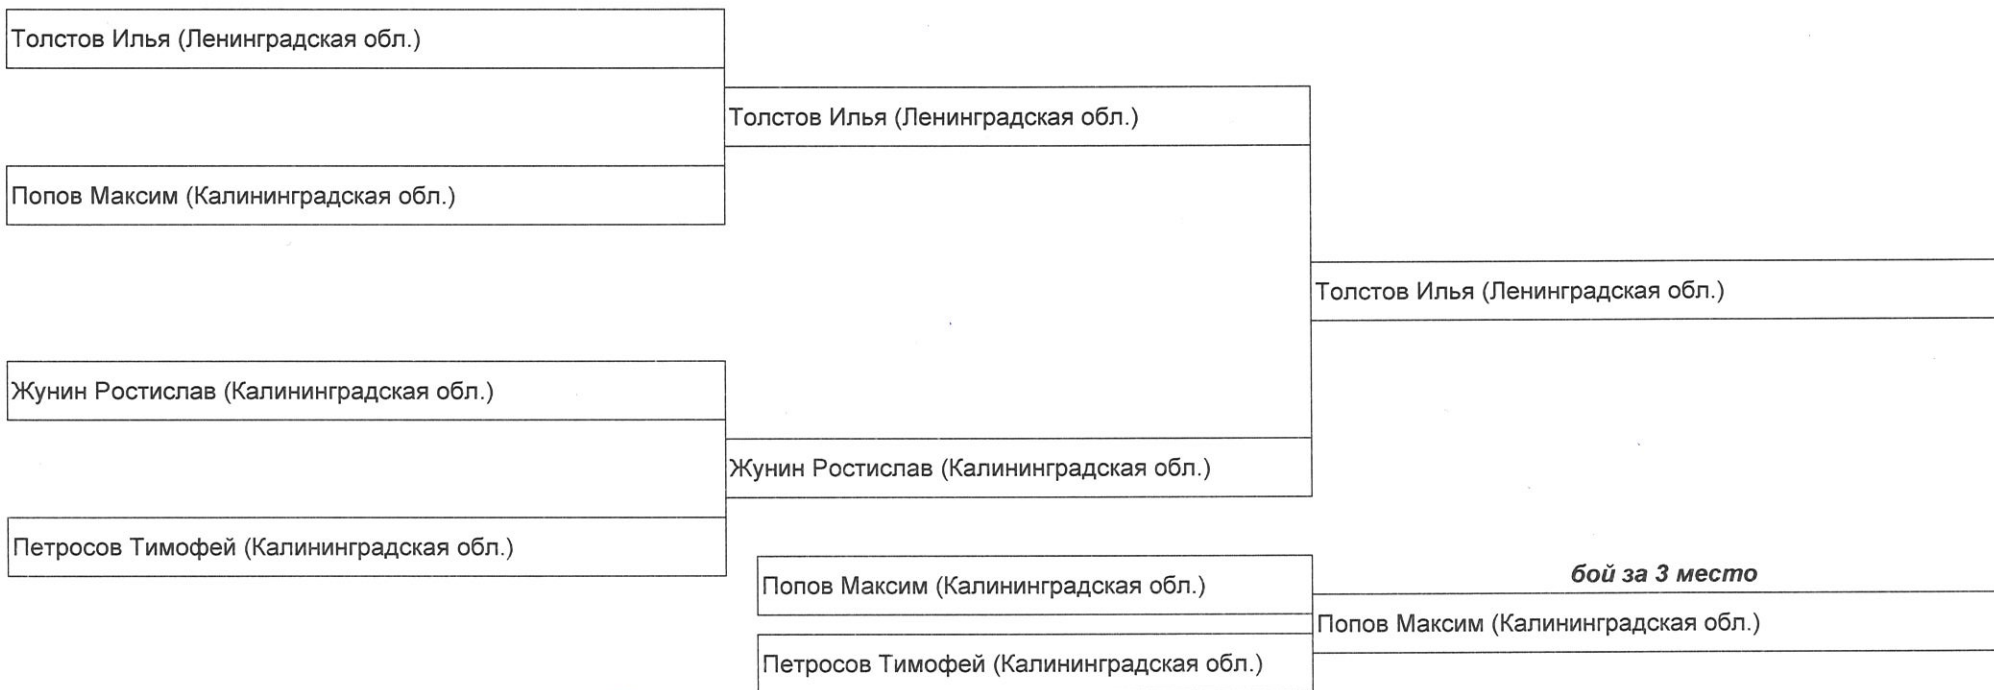 Толстов Илья (Ленинградская обл.)
Толстов Илья (Ленинградская обл.)
Попов Максим (Калининградская обл.)
Толстов Илья (Ленинградская обл.)
Жунин Ростислав (Калининградская обл.)
Жунин Ростислав (Калининградская обл.)
Петросов Тимофей (Калининградская обл.)
бой за 3 место
Попов Максим (Калининградская обл.)
Попов Максим (Калининградская обл.)
Петросов Тимофей (Калининградская обл.)